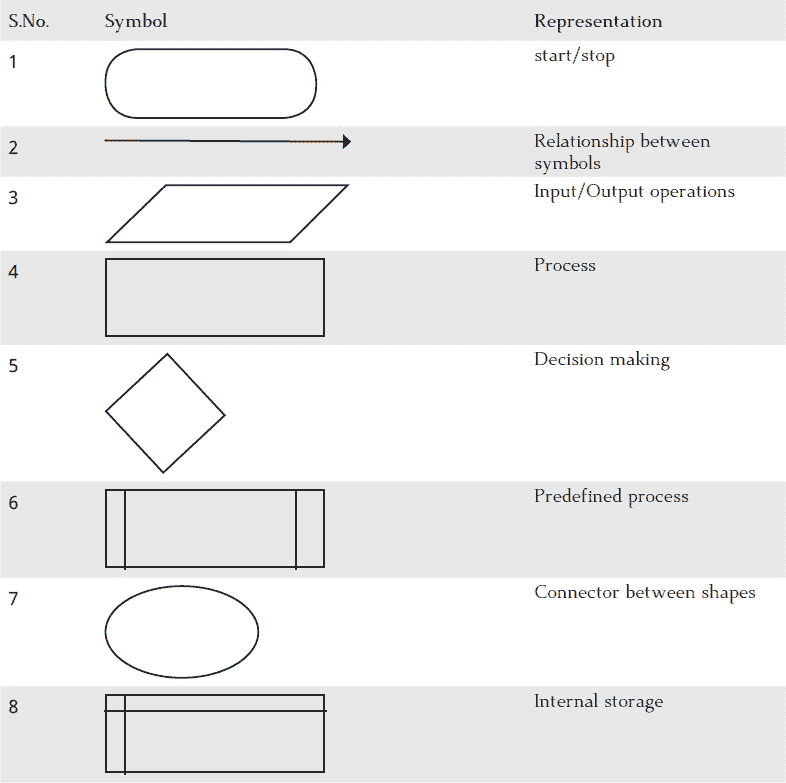 S.No. Symbol Representation
1 start/stop
2 Relationship between
symbols
3 Input/Output operations
4 Process
5 Decision making
6 Predefined process
7 Connector between shapes
8 Internal storage